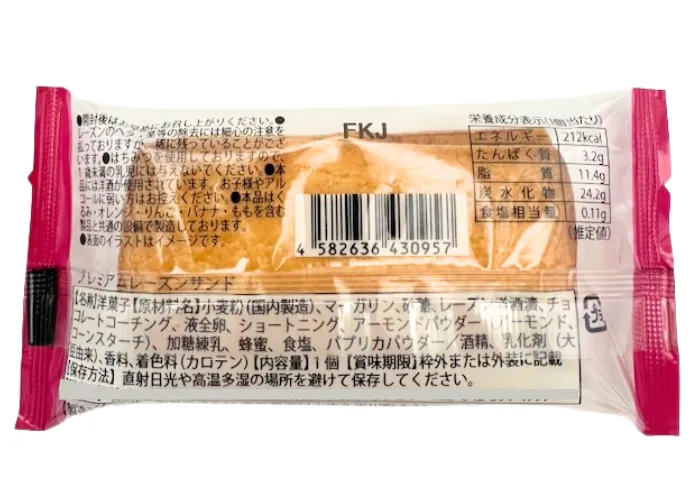 ●開封後はお早めにお召し上がりください。●
レーズンのヘタ・茎等の除去には細心の注意を
払っておりますが、稀に残っていることがござ
います。●はちみつを使用しておりますので、
1歳未満の乳児には与えないでください。●本
品には洋酒が使用されています。お子様やアル
コールに弱い方はお控えください。●本品はく
るみ・オレンジ・りんご・バナナ・ももを含む
製品と共通の設備で製造しております。
●表面のイラストはイメージです。
FKJ
栄養成分表示(1個当たり)
エネルギー 212kcal
たんぱく質 3.2g
脂質 11.4g
炭水化物 24.2g
食塩相当量 0.11g
(推定値)
4 582636 430957
プレミアムレーズンサンド
【名称】洋菓子【原材料名】小麦粉(国内製造)、マーガリン、砂糖、レーズン洋酒漬、チョ
コレートコーチング、液全卵、ショートニング、アーモンドパウダー(アーモンド、
コーンスターチ)、加糖練乳、蜂蜜、食塩、パプリカパウダー/酒精、乳化剤(大
豆由来)、香料、着色料(カロテン)【内容量】1個【賞味期限】枠外または外装に記載
【保存方法】直射日光や高温多湿の場所を避けて保存してください。